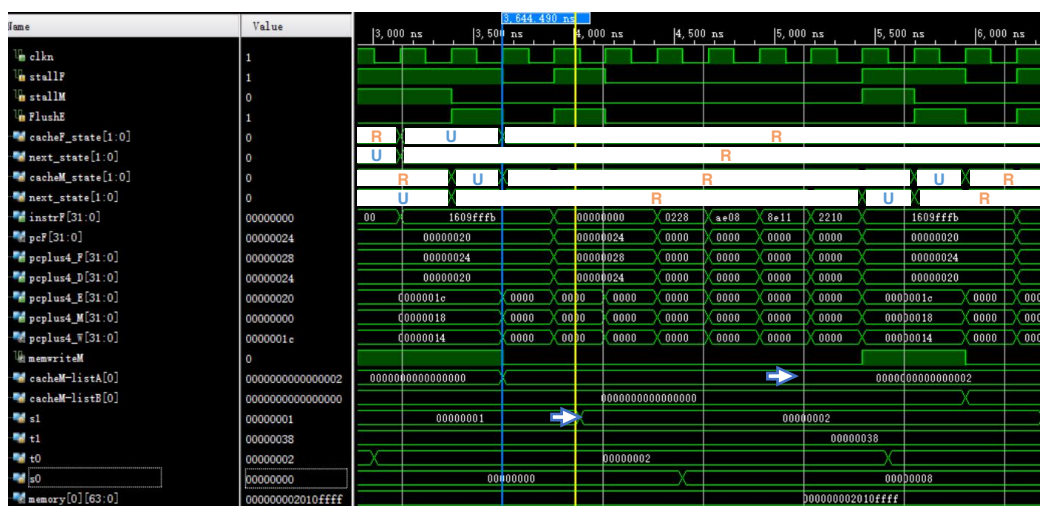 3,644.490 ns
Name Value 3,000 ns 3,500 ns 4,000 ns 4,500 ns 5,000 ns 5,500 ns 6,000 ns
clkn 1
stallF 1
stallM 0
FlushE 1
cacheF_state[1:0] 0 R U R
next_state[1:0] 0 U R
cacheM_state[1:0] 0 R U R U R
next_state[1:0] 0 U R U R
instrF[31:0] 00000000 00 1609fffb 00000000 0228 ae08 8e11 2210 1609fffb
pcF[31:0] 00000024 00000020 00000024 0000 0000 0000 0000 00000020
pcplus4_F[31:0] 00000028 00000024 00000028 0000 0000 0000 0000 00000024
pcplus4_D[31:0] 00000024 00000020 00000024 0000 0000 0000 0000 00000020
pcplus4_E[31:0] 00000020 0000001c 0000 0000 0000 0000 0000 0000 0000 0000001c 0000 000
pcplus4_M[31:0] 00000000 00000018 0000 0000 0000 0000 0000 0000 0000 00000018 0000 000
pcplus4_W[31:0] 0000001c 00000014 0000 0000 0000 0000 0000 0000 0000 00000014 0000 000
memwriteM 0
cacheM-listA[0] 0000000000000002 0000000000000000 0000000000000002
cacheM-listB[0] 0000000000000000 0000000000000000
s1 00000001 00000001 00000002
t1 00000038 00000038
t0 00000002 00000002
s0 00000000 00000000 00000008
memory[0][63:0] 000000002010ffff 000000002010ffff